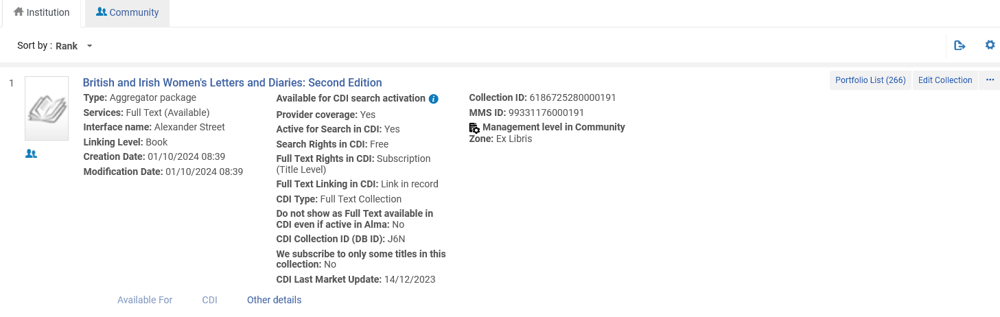 Institution
Community
Sort by : Rank
1
British and Irish Women's Letters and Diaries: Second Edition
Portfolio List (266)
Edit Collection
Type: Aggregator package
Services: Full Text (Available)
Interface name: Alexander Street
Linking Level: Book
Creation Date: 01/10/2024 08:39
Modification Date: 01/10/2024 08:39
Available for CDI search activation
Provider coverage: Yes
Active for Search in CDI: Yes
Search Rights in CDI: Free
Full Text Rights in CDI: Subscription
(Title Level)
Full Text Linking in CDI: Link in record
CDI Type: Full Text Collection
Do not show as Full Text available in
CDI even if active in Alma: No
CDI Collection ID (DB ID): J6N
We subscribe to only some titles in this
collection: No
CDI Last Market Update: 14/12/2023
Collection ID: 6186725280000191
MMS ID: 99331176000191
Management level in Community
Zone: Ex Libris
Available For
CDI
Other details